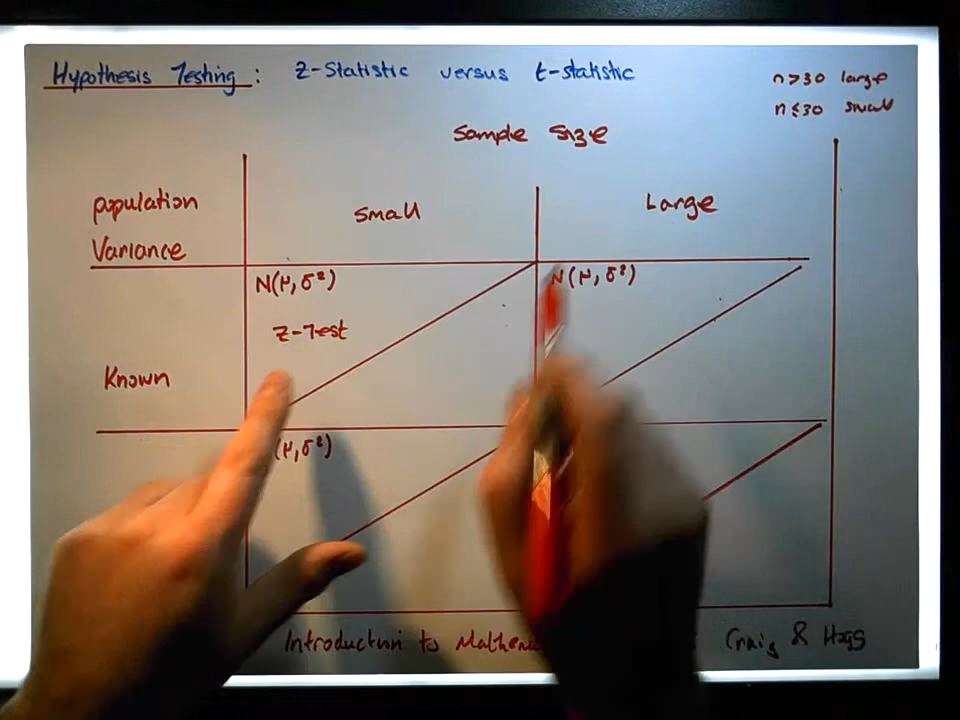 Hypothesis Testing: Z-Statistic versus t-statistic
n>30 large
n≤30 small
Sample Size
population
Variance
Small
Large
N(μ,σ²)
N(μ,σ²)
Z-Test
Known
(μ,σ²)
Introduction to Mathe
Craig & Hogg